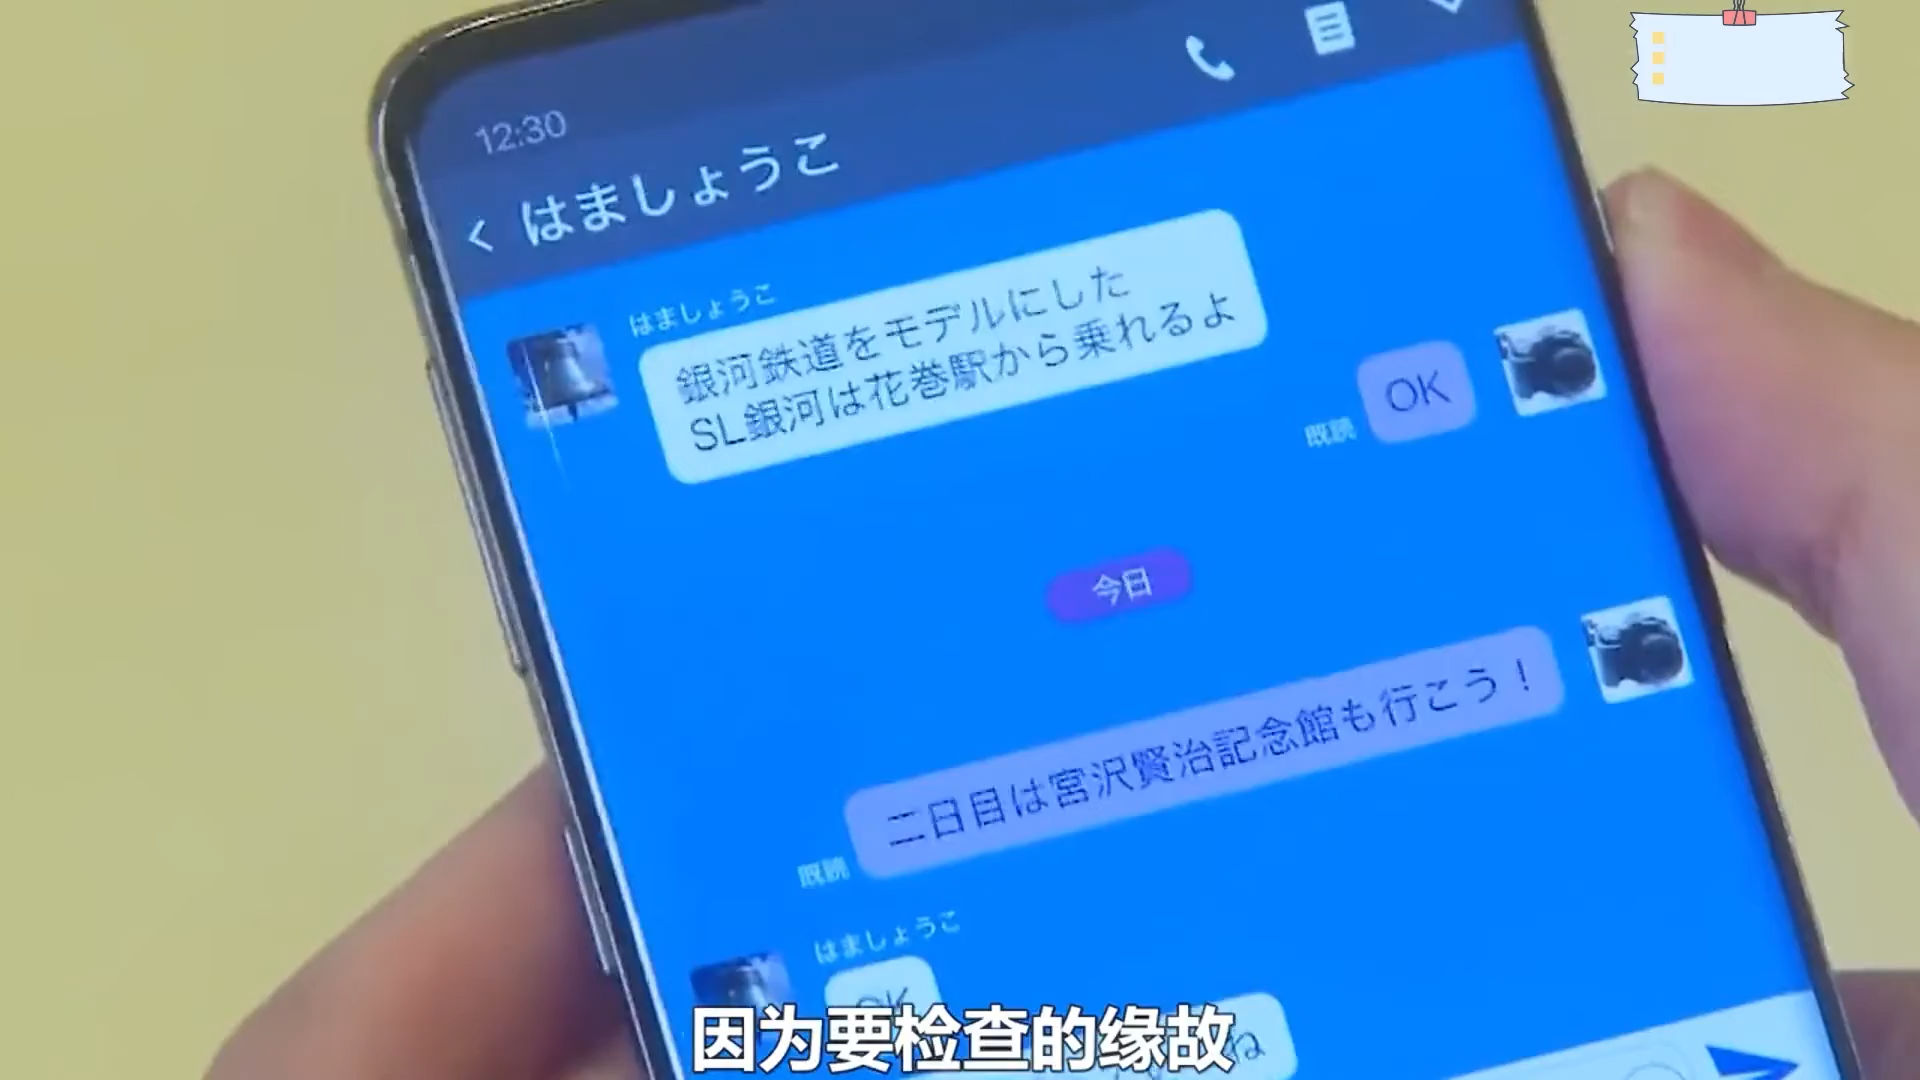 12:30
はましょうこ
はましょうこ
銀河鉄道をモデルにした
SL銀河は花巻駅から乗れるよ
OK
既読
今日
二日目は宮沢賢治記念館も行こう！
既読
はましょうこ
OK
ね
因为要检查的缘故